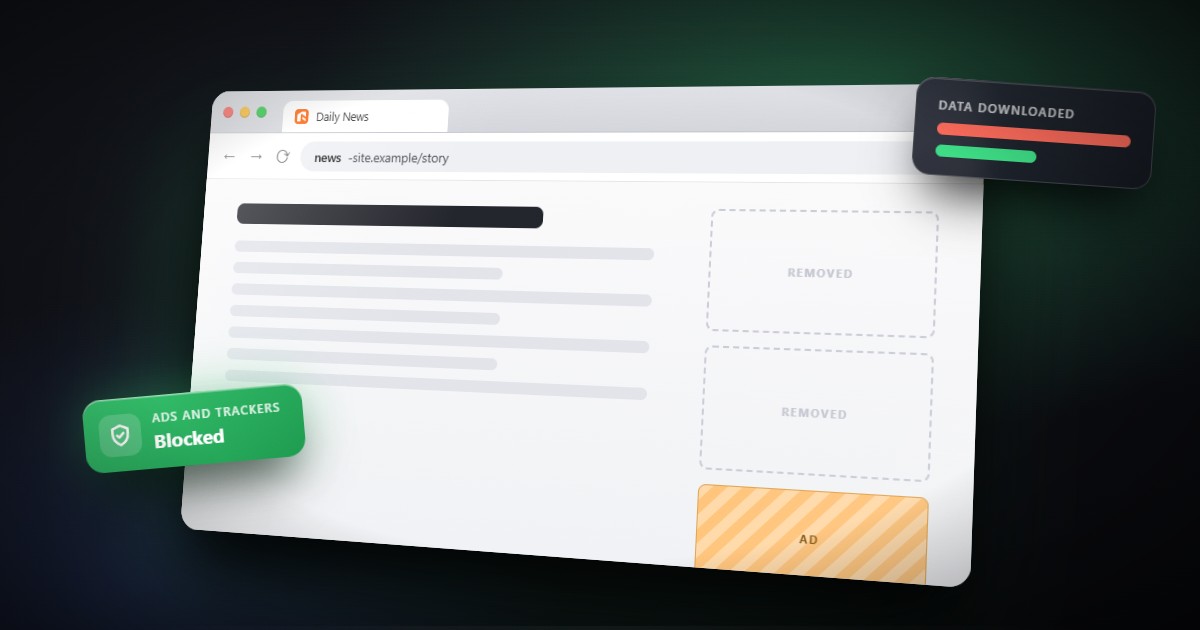 Daily News
DATA DOWNLOADED
news -site.example/story
REMOVED
REMOVED
ADS AND TRACKERS
Blocked
AD